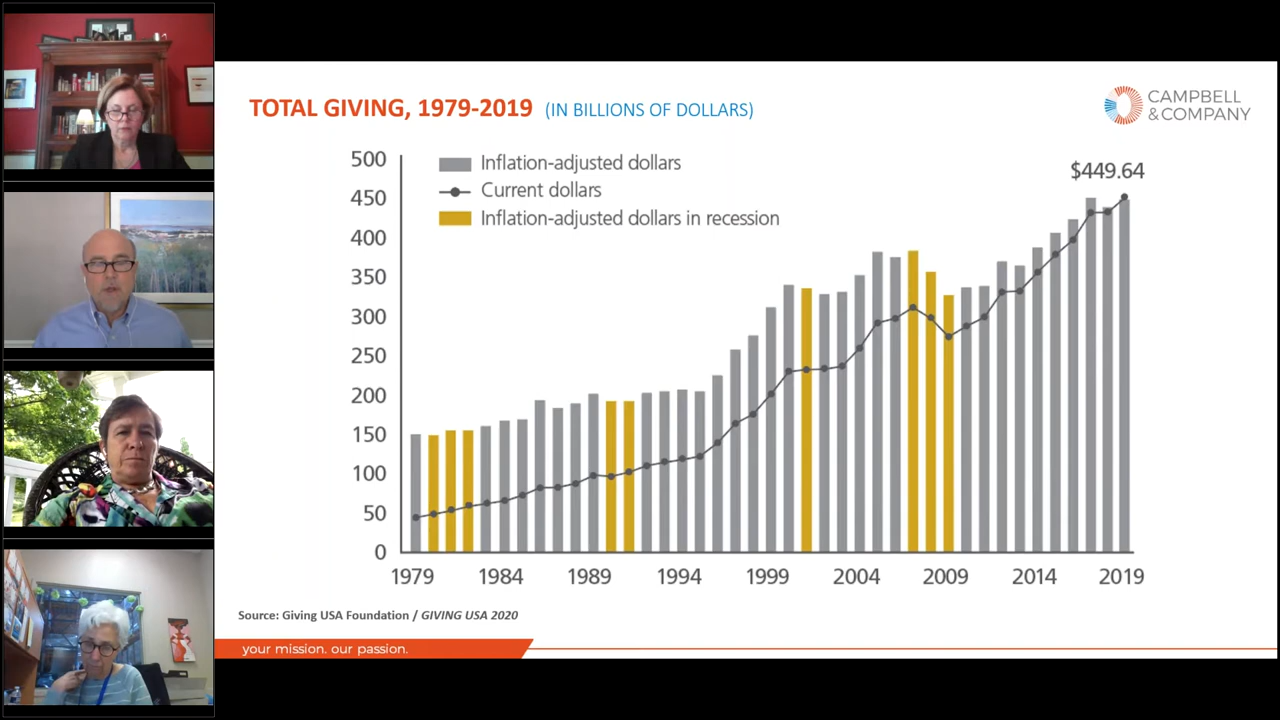 TOTAL GIVING, 1979-2019 (IN BILLIONS OF DOLLARS)
CAMPBELL
&COMPANY
500
450
400
350
300
250
200
150
100
50
0
Inflation-adjusted dollars
Current dollars
Inflation-adjusted dollars in recession
$449.64
1979 1984 1989 1994 1999 2004 2009 2014 2019
Source: Giving USA Foundation / GIVING USA 2020
your mission. our passion.